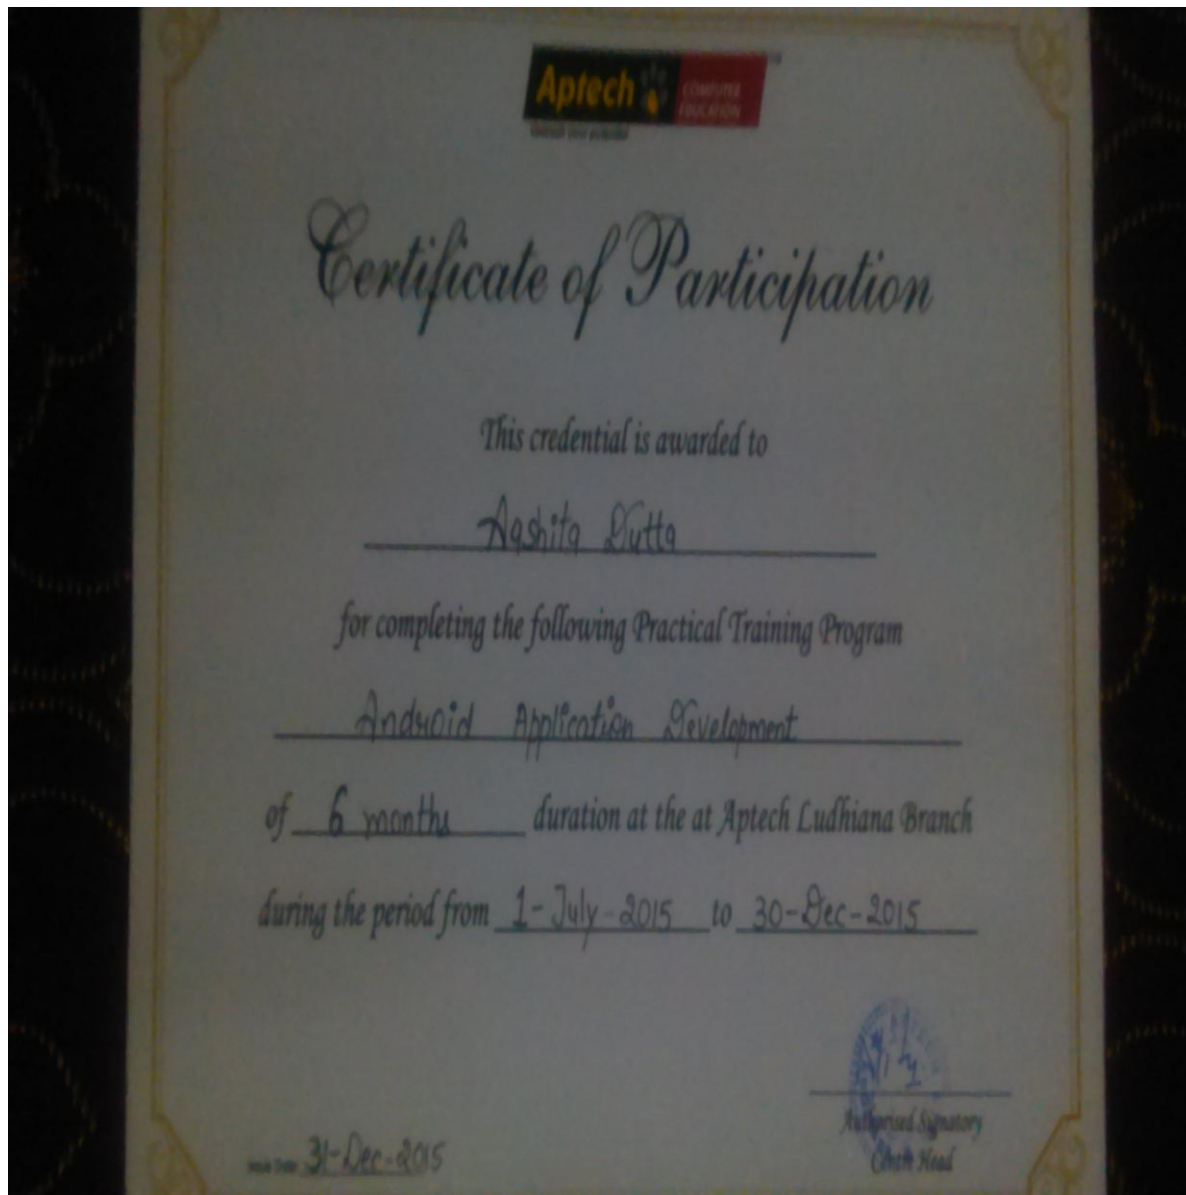 Aptech
COMPUTER
EDUCATION
Certificate of Participation
This credential is awarded to
Aashita Dutta
for completing the following Practical Training Program
Android Application Development
of 6 months duration at the at Aptech Ludhiana Branch
during the period from 1-July-2015 to 30-Dec-2015
Authorised Signatory
Centre Head
Issue Date: 31-Dec-2015